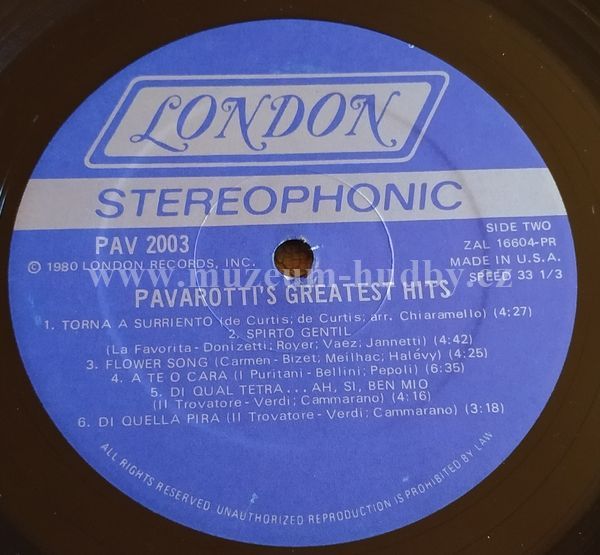 LONDON
STEREOPHONIC
PAV 2003
SIDE TWO
ZAL 16604-PR
© 1980 LONDON RECORDS, INC.
MADE IN U.S.A.
SPEED 33 1/3
www.muzeum-hudby.cz
PAVAROTTI'S GREATEST HITS
1. TORNA A SURRIENTO (de Curtis; de Curtis; arr. Chiaramello) (4:27)
2. SPIRTO GENTIL
(La Favorita - Donizetti; Royer; Vaez; Jannetti) (4:42)
3. FLOWER SONG (Carmen - Bizet; Meilhac; Halévy) (4:25)
4. A TE O CARA (I Puritani - Bellini; Pepoli) (6:35)
5. DI QUAL TETRA... AH, SI, BEN MIO
(Il Trovatore - Verdi; Cammarano) (4:16)
6. DI QUELLA PIRA (Il Trovatore - Verdi; Cammarano) (3:18)
ALL RIGHTS RESERVED. UNAUTHORIZED REPRODUCTION IS PROHIBITED BY LAW